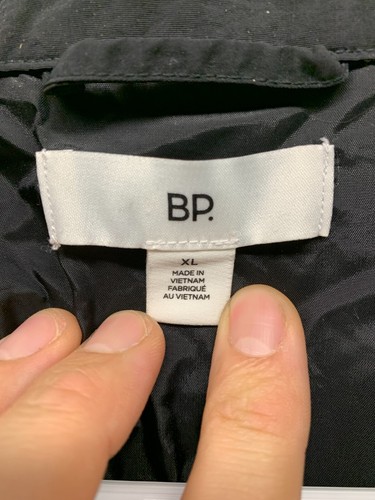 BP.
XL
MADE IN
VIETNAM
FABRIQUÉ
AU VIETNAM